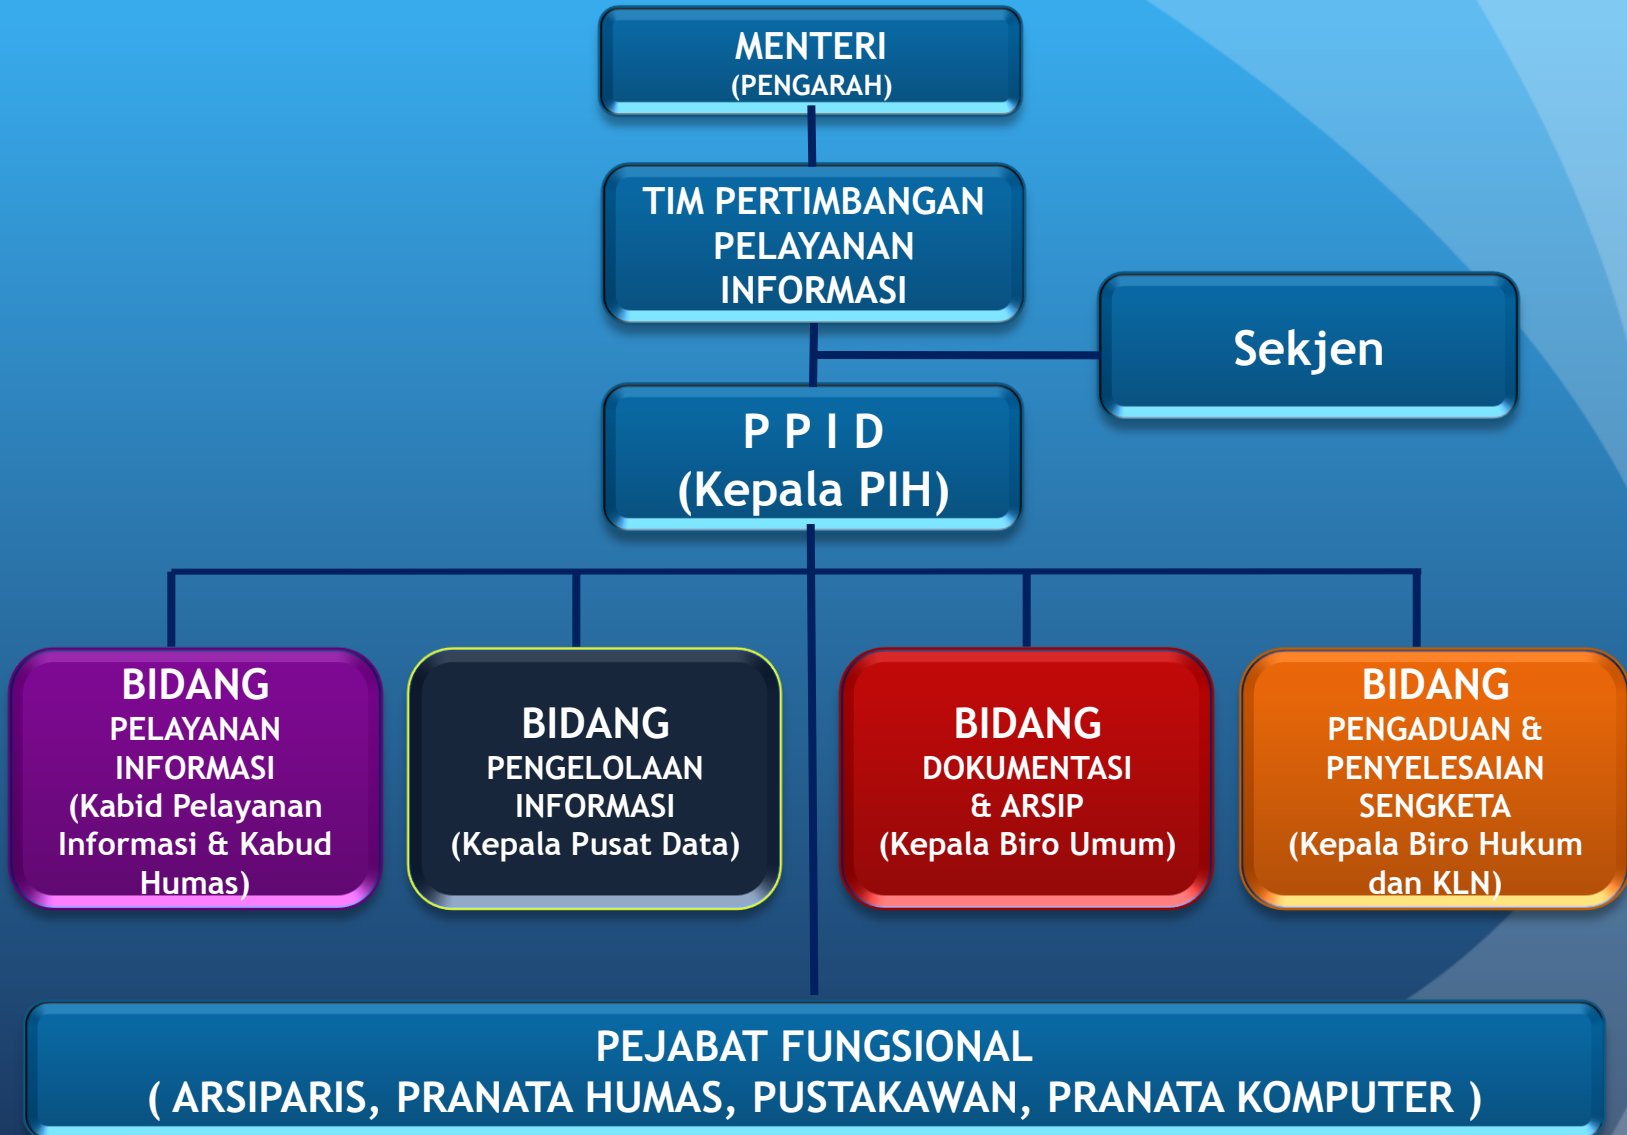 MENTERI
(PENGARAH)
TIM PERTIMBANGAN
PELAYANAN
INFORMASI
Sekjen
P P I D
(Kepala PIH)
BIDANG
PELAYANAN
INFORMASI
(Kabid Pelayanan
Informasi & Kabud
Humas)
BIDANG
PENGELOLAAN
INFORMASI
(Kepala Pusat Data)
BIDANG
DOKUMENTASI
& ARSIP
(Kepala Biro Umum)
BIDANG
PENGADUAN &
PENYELESAIAN
SENGKETA
(Kepala Biro Hukum
dan KLN)
PEJABAT FUNGSIONAL
( ARSIPARIS, PRANATA HUMAS, PUSTAKAWAN, PRANATA KOMPUTER )